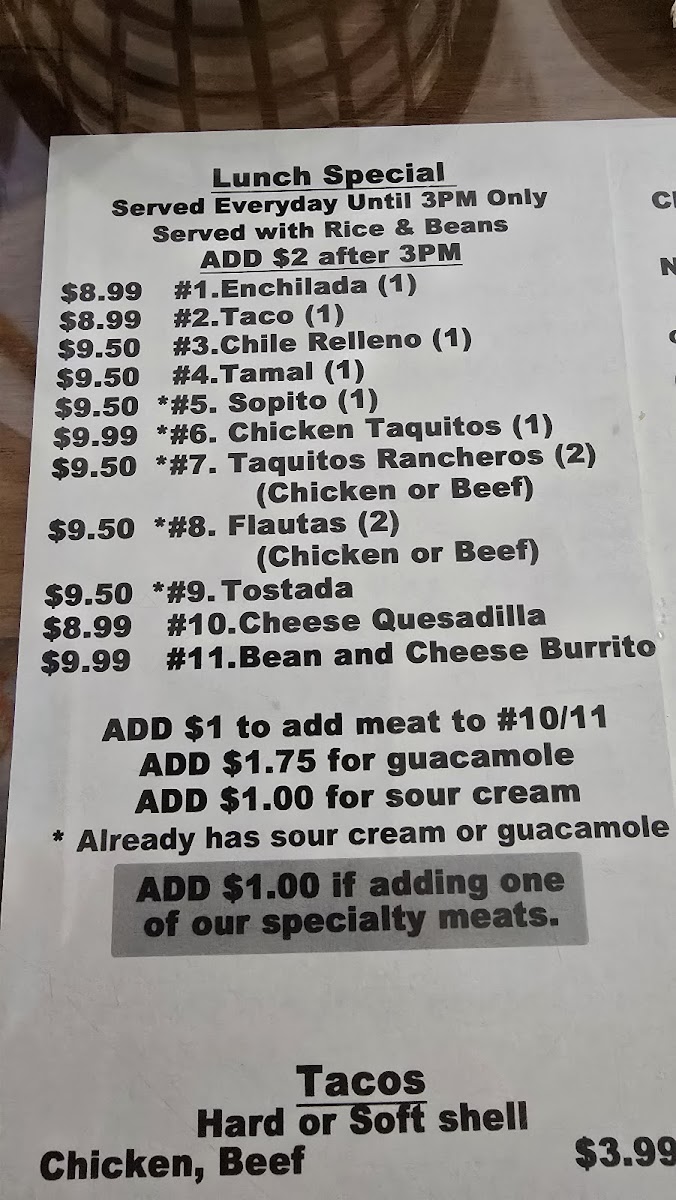 Lunch Special
Served Everyday Until 3PM Only
Served with Rice & Beans
ADD $2 after 3PM
$8.99 #1.Enchilada (1)
$8.99 #2.Taco (1)
$9.50 #3.Chile Relleno (1)
$9.50 #4.Tamal (1)
$9.50 *#5. Sopito (1)
$9.99 *#6. Chicken Taquitos (1)
$9.50 *#7. Taquitos Rancheros (2)
(Chicken or Beef)
$9.50 *#8. Flautas (2)
(Chicken or Beef)
$9.50 *#9. Tostada
$8.99 #10.Cheese Quesadilla
$9.99 #11.Bean and Cheese Burrito
ADD $1 to add meat to #10/11
ADD $1.75 for guacamole
ADD $1.00 for sour cream
* Already has sour cream or guacamole
ADD $1.00 if adding one
of our specialty meats.
Tacos
Hard or Soft shell
Chicken, Beef $3.99